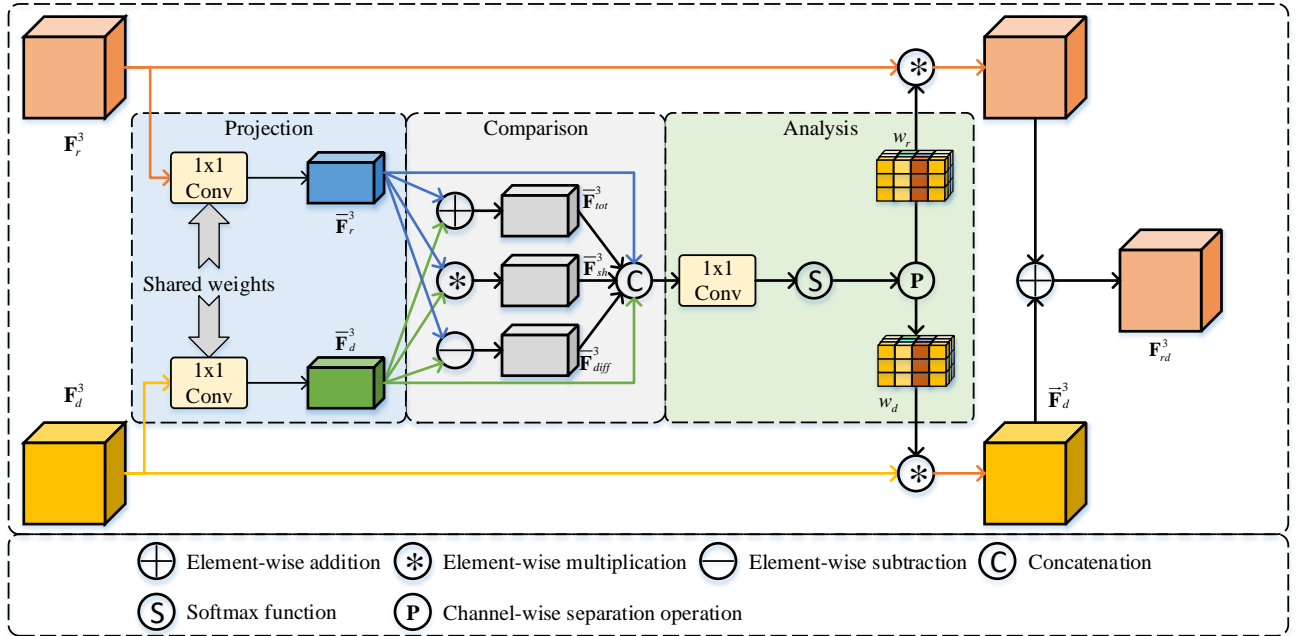 Projection
Comparison
Analysis
F_r^3
1x1
Conv
F̅_r^3
Shared weights
F̅_d^3
1x1
Conv
F_d^3
F̅_tot^3
F̅_sh^3
F̅_diff^3
C
1x1
Conv
S
P
w_r
w_d
F⃗_d^3
F_rd^3
Element-wise addition
Element-wise multiplication
Element-wise subtraction
C Concatenation
S Softmax function
P Channel-wise separation operation